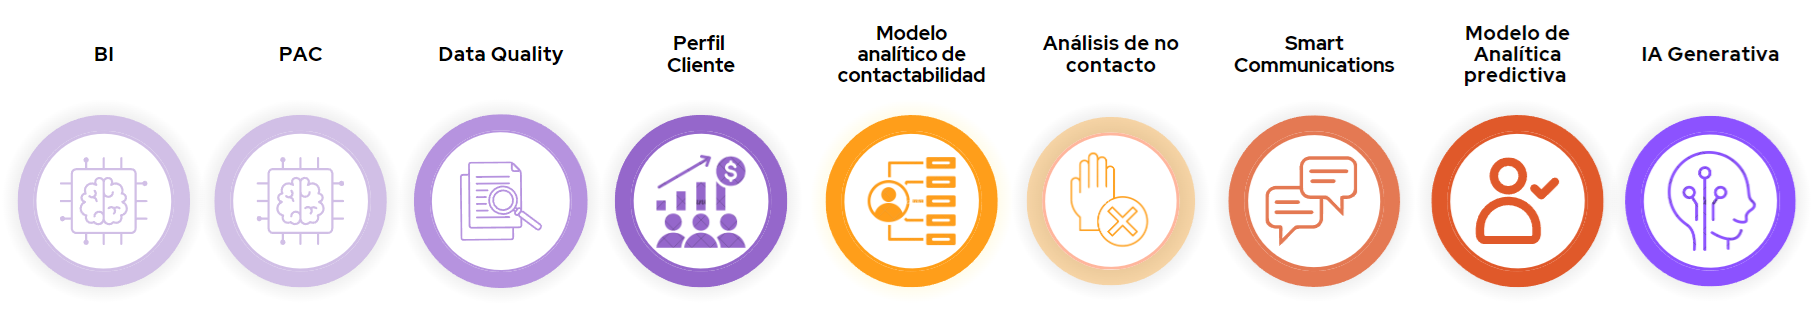 BI
PAC
Data Quality
Perfil
Cliente
Modelo
analítico de
contactabilidad
Análisis de no
contacto
Smart
Communications
Modelo de
Analítica
predictiva
IA Generativa
$